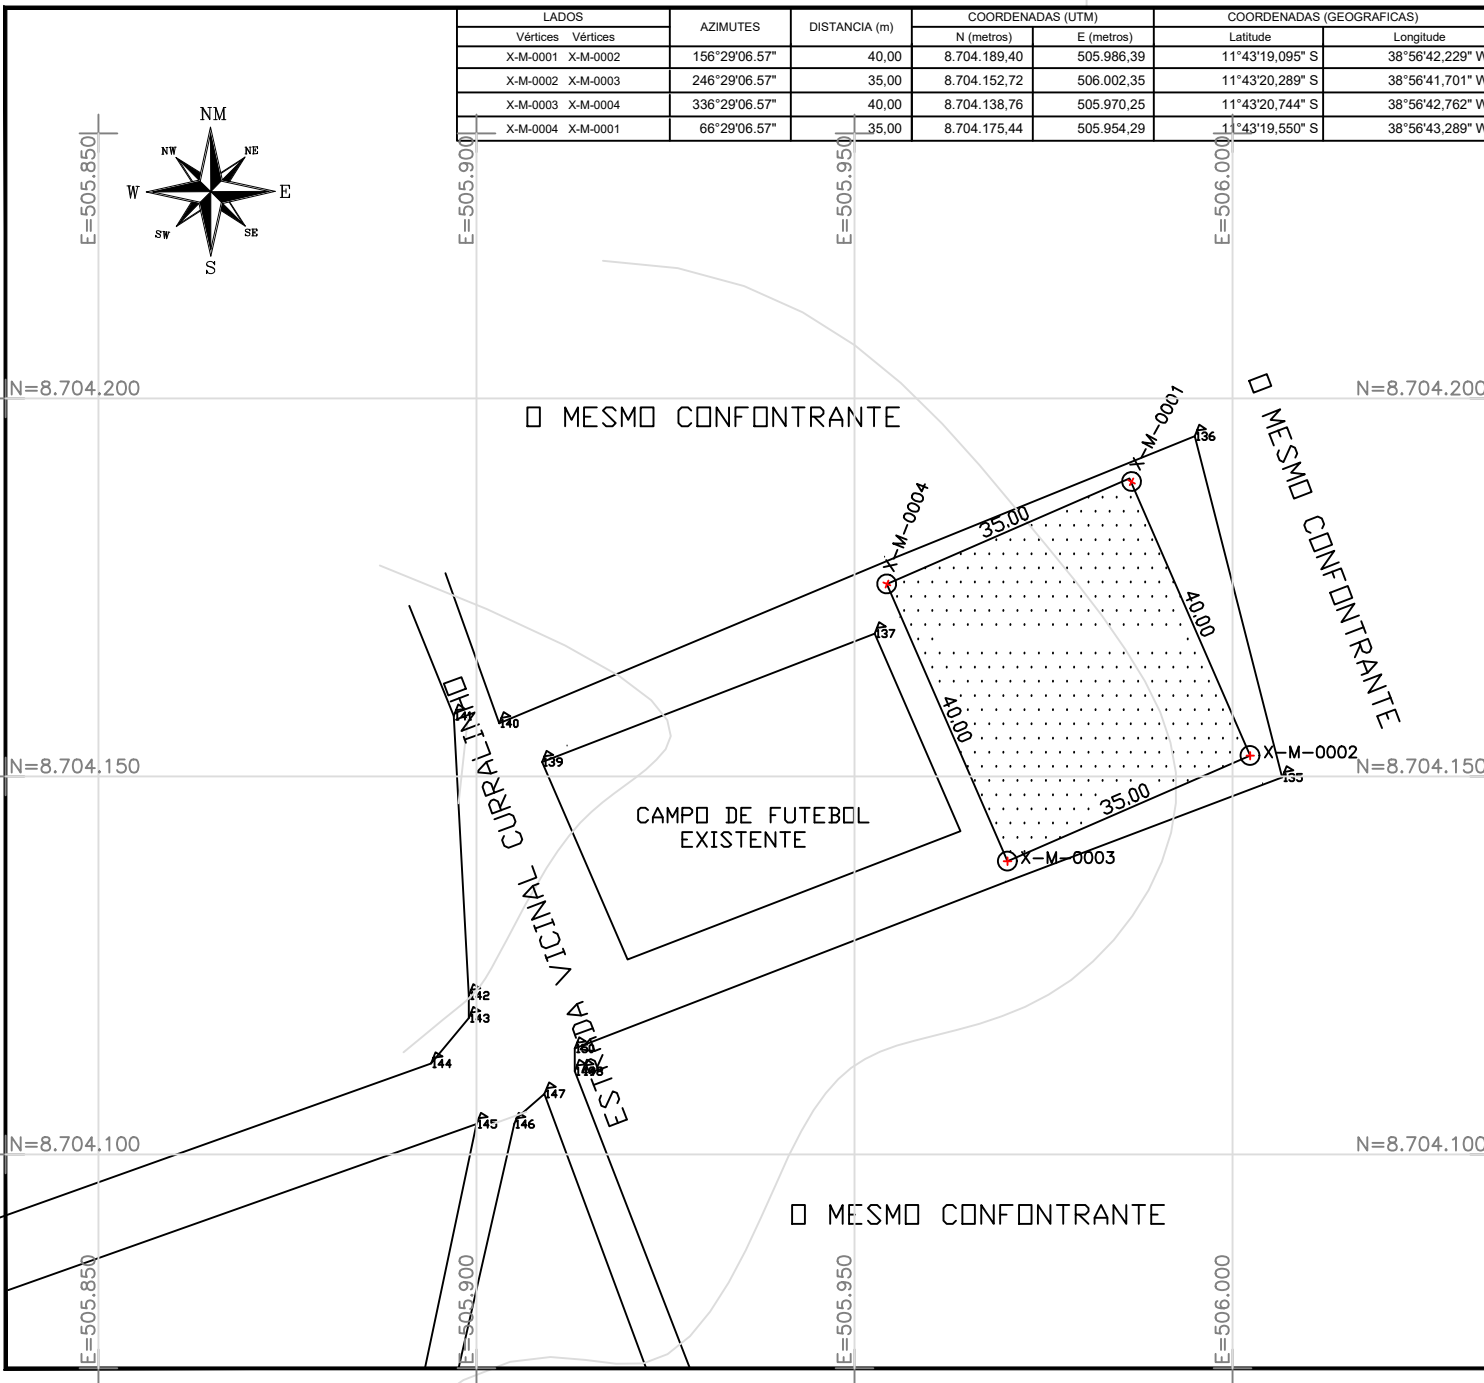 LADOS AZIMUTES DISTANCIA (m) COORDENADAS (UTM) COORDENADAS (GEOGRAFICAS)
Vértices Vértices N (metros) E (metros) Latitude Longitude
X-M-0001 X-M-0002 156°29'06.57" 40,00 8.704.189,40 505.986,39 11°43'19,095" S 38°56'42,229" W
X-M-0002 X-M-0003 246°29'06.57" 35,00 8.704.152,72 506.002,35 11°43'20,289" S 38°56'41,701" W
X-M-0003 X-M-0004 336°29'06.57" 40,00 8.704.138,76 505.970,25 11°43'20,744" S 38°56'42,762" W
X-M-0004 X-M-0001 66°29'06.57" 35,00 8.704.175,44 505.954,29 11°43'19,550" S 38°56'43,289" W
E=505.850
E=505.900
E=505.950
E=506.000
NM
NW
NE
W
E
SW
SE
S
N=8.704.200
N=8.704.200
O MESMO CONFONTRANTE
X-M-0001
136
O MESMO CONFONTRANTE
X-M-0004
35,00
40,00
137
40,00
141
140
139
X-M-0002
135
N=8.704.150
N=8.704.150
35,00
CAMPO DE FUTEBOL
EXISTENTE
X-M-0003
ESTRADA VICINAL CURRALINHO
142
143
144
147
145
146
N=8.704.100
N=8.704.100
O MESMO CONFONTRANTE
E=505.850
E=505.900
E=505.950
E=506.000